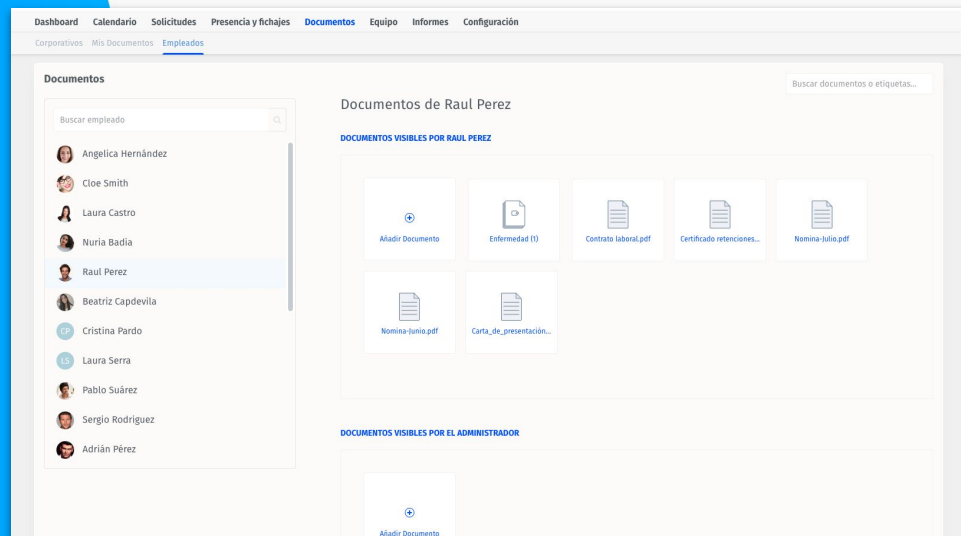 Dashboard Calendario Solicitudes Presencia y fichajes Documentos Equipo Informes Configuración
Corporativos Mis Documentos Empleados
Documentos
Buscar documentos o etiquetas...
Buscar empleado
Angelica Hernández
Cloe Smith
Laura Castro
Nuria Badia
Raul Perez
Beatriz Capdevila
CP Cristina Pardo
LS Laura Serra
Pablo Suárez
Sergio Rodriguez
Adrián Pérez
Documentos de Raul Perez
DOCUMENTOS VISIBLES POR RAUL PEREZ
Añadir Documento Enfermedad (1) Contrato laboral.pdf Certificado retenciones... Nomina-Julio.pdf
Nomina-Junio.pdf Carta_de_presentación...
DOCUMENTOS VISIBLES POR EL ADMINISTRADOR
Añadir Documento